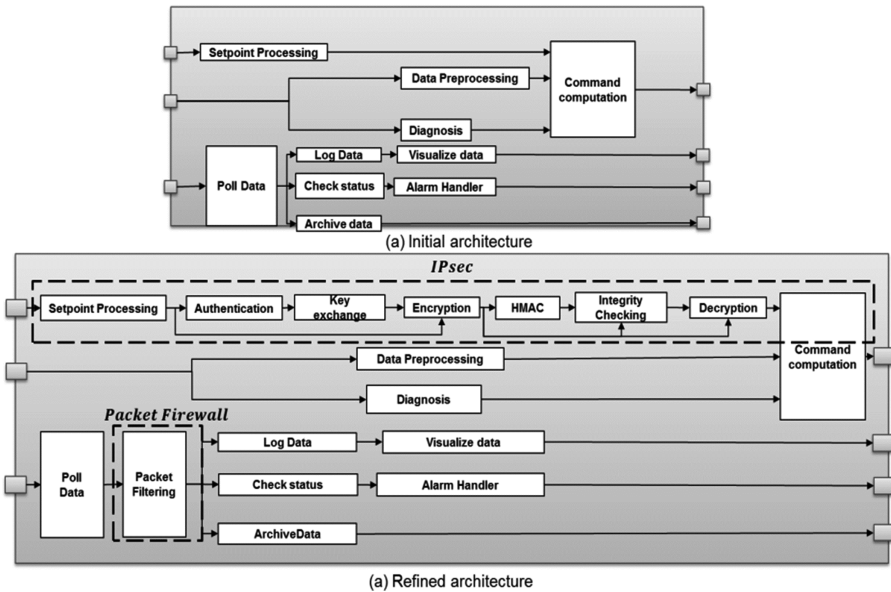 Setpoint Processing
Data Preprocessing
Command
computation
Diagnosis
Poll Data
Log Data
Visualize data
Check status
Alarm Handler
Archive data
(a) Initial architecture
IPsec
Setpoint Processing
Authentication
Key
exchange
Encryption
HMAC
Integrity
Checking
Decryption
Command
computation
Data Preprocessing
Diagnosis
Packet Firewall
Poll
Data
Packet
Filtering
Log Data
Visualize data
Check status
Alarm Handler
ArchiveData
(a) Refined architecture